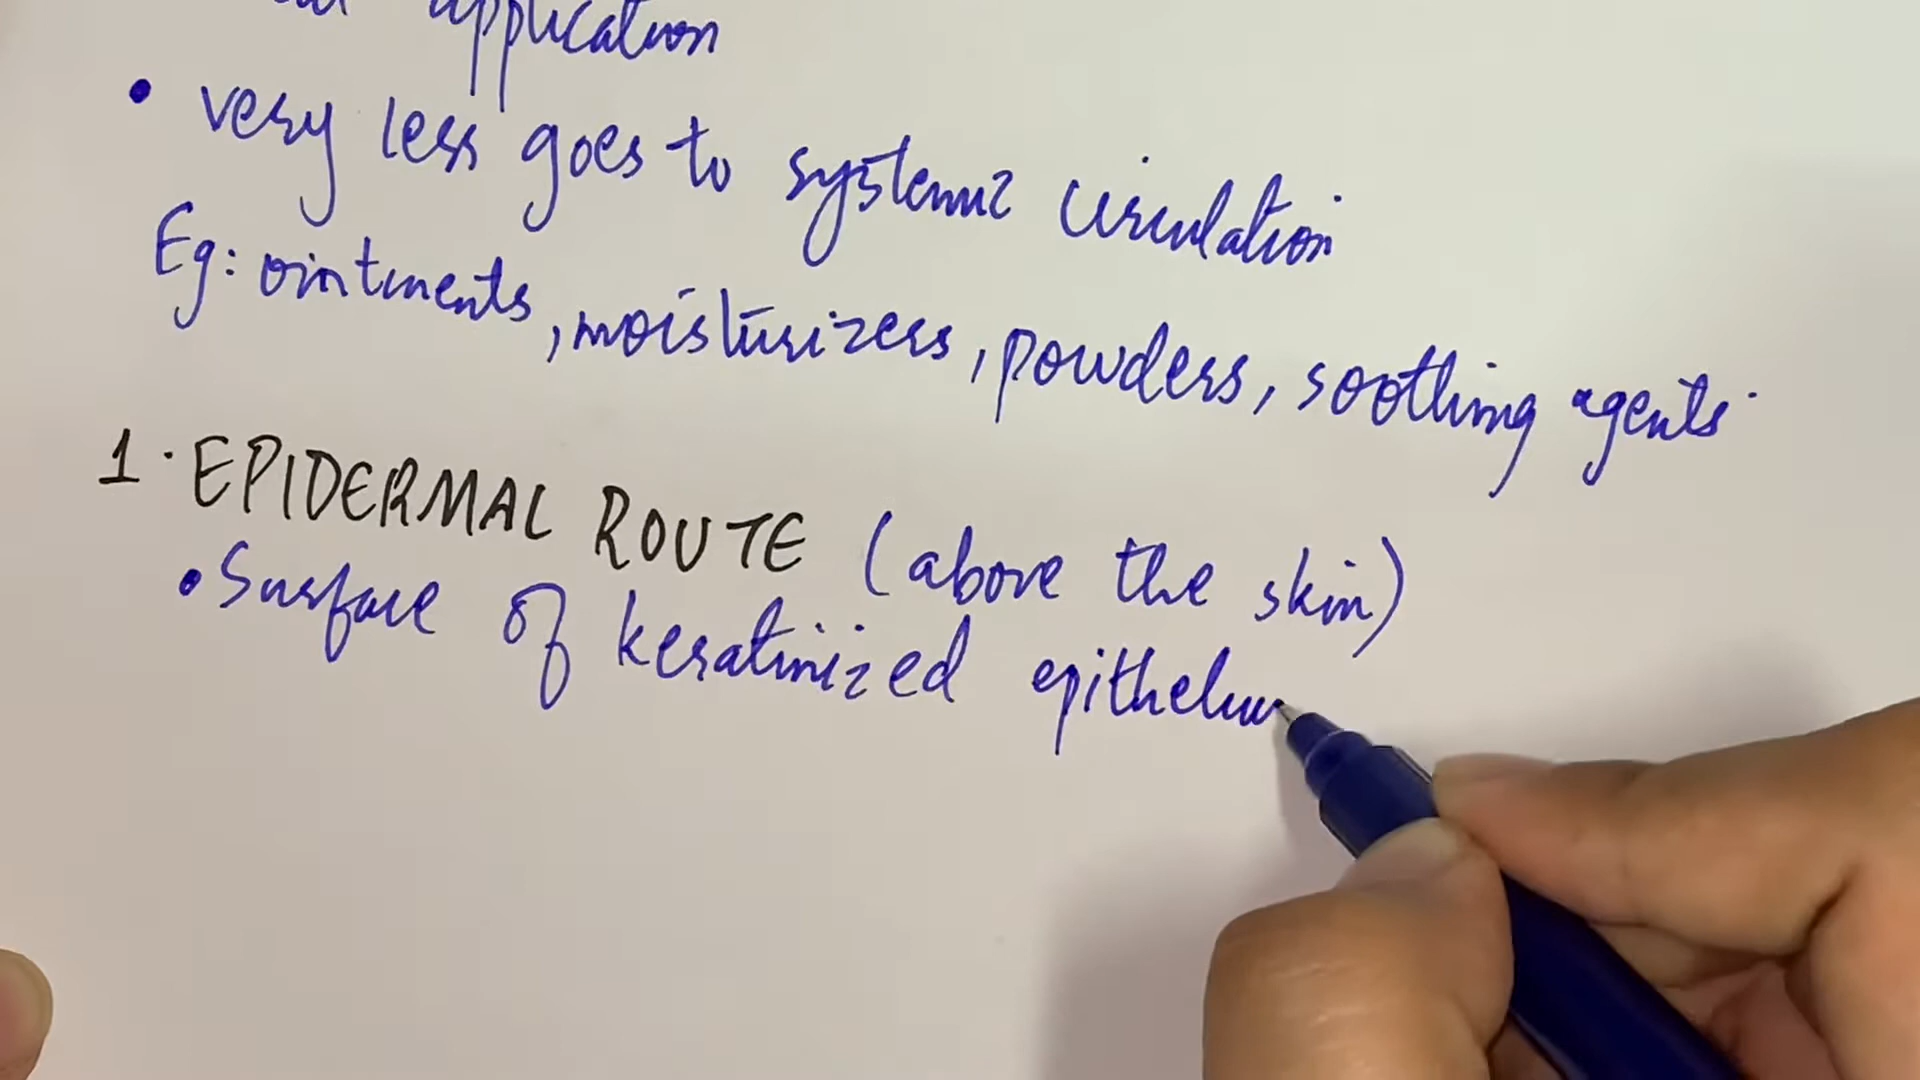 application
• very less goes to systemic circulation
Eg: ointments, moisturizers, powders, soothing agents.
1. EPIDERMAL ROUTE (above the skin)
• Surface of keratinized epitheliu